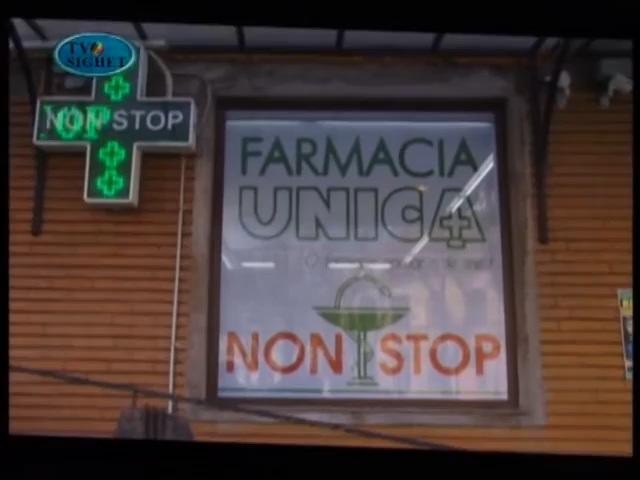 TV SIGHET
NON STOP
FARMACIA
UNICA
NON STOP